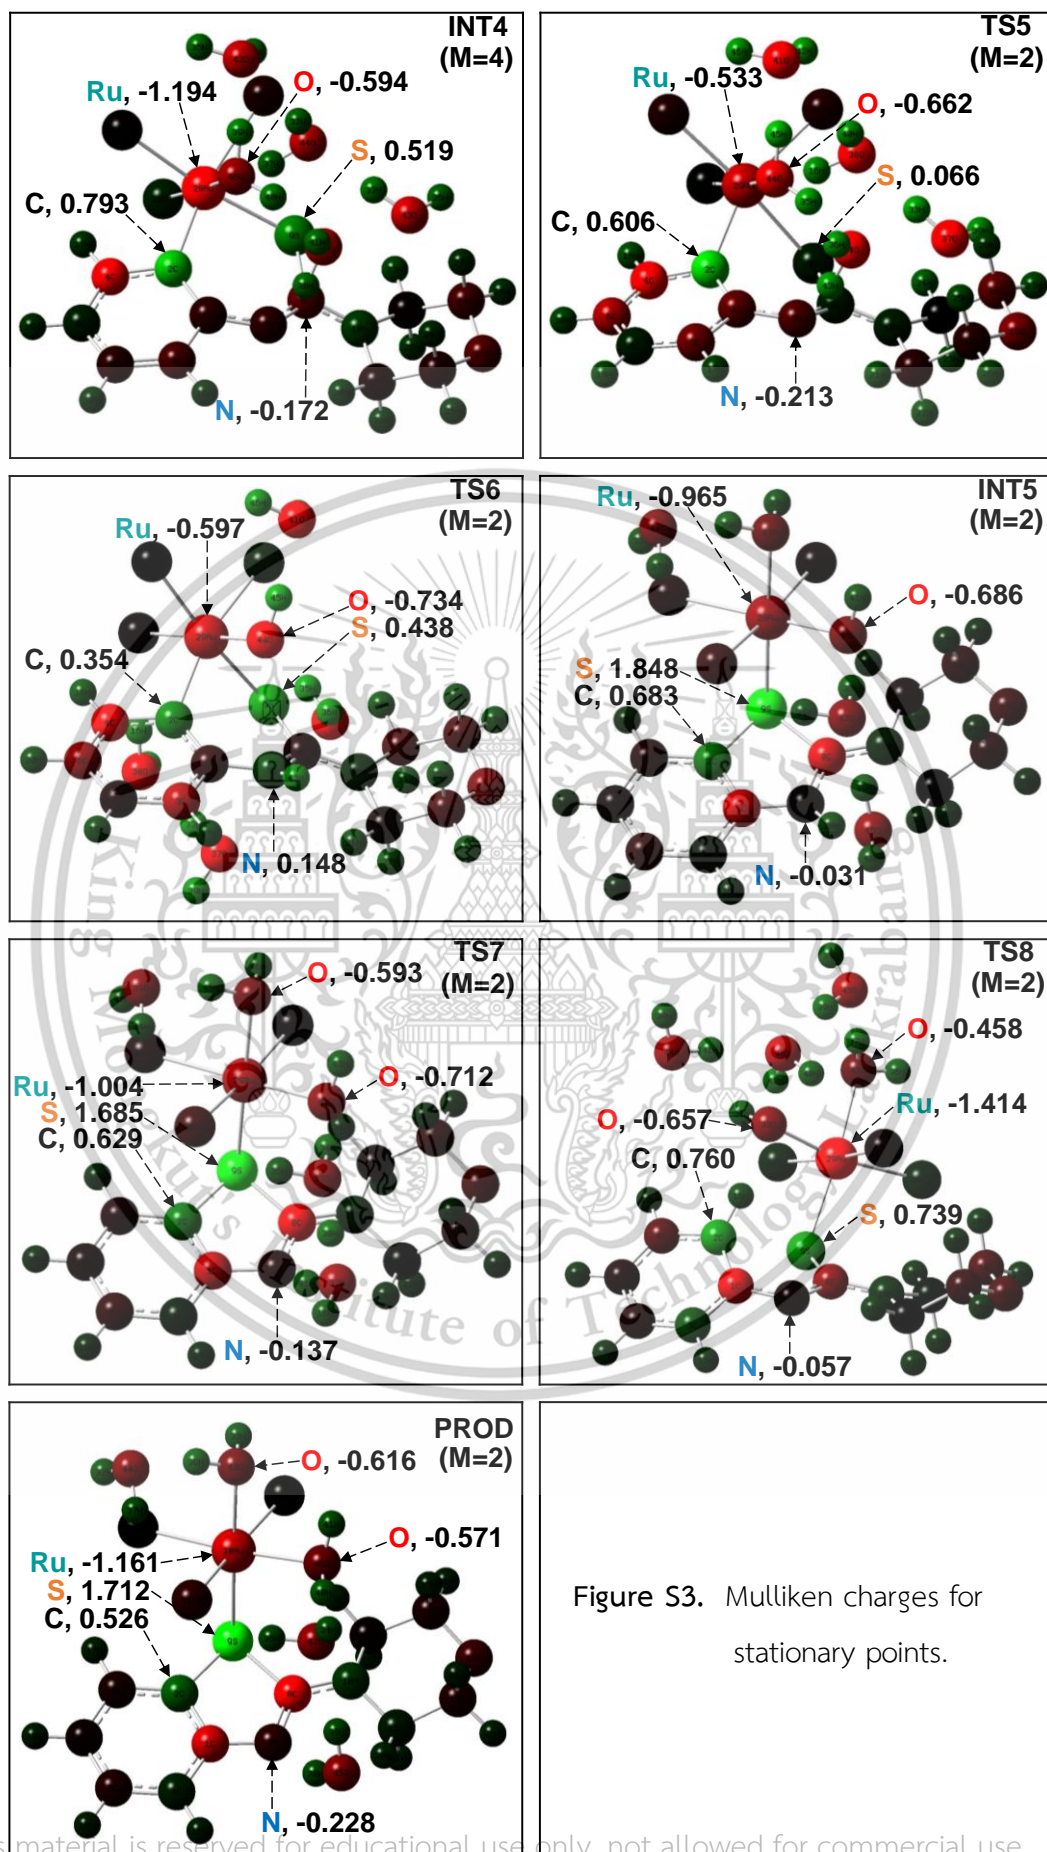 INT4
(M=4)
Ru, -1.194
O, -0.594
S, 0.519
C, 0.793
N, -0.172
TS5
(M=2)
Ru, -0.533
O, -0.662
S, 0.066
C, 0.606
N, -0.213
TS6
(M=2)
Ru, -0.597
O, -0.734
S, 0.438
C, 0.354
N, 0.148
INT5
(M=2)
Ru, -0.965
O, -0.686
S, 1.848
C, 0.683
N, -0.031
TS7
(M=2)
O, -0.593
Ru, -1.004
O, -0.712
S, 1.685
C, 0.629
N, -0.137
TS8
(M=2)
O, -0.458
Ru, -1.414
O, -0.657
C, 0.760
S, 0.739
N, -0.057
PROD
(M=2)
O, -0.616
O, -0.571
Ru, -1.161
S, 1.712
C, 0.526
N, -0.228
Figure S3. Mulliken charges for
stationary points.
King Mongkut's Institute of Technology Ladkrabang
s material is reserved for educational use only, not allowed for commercial use